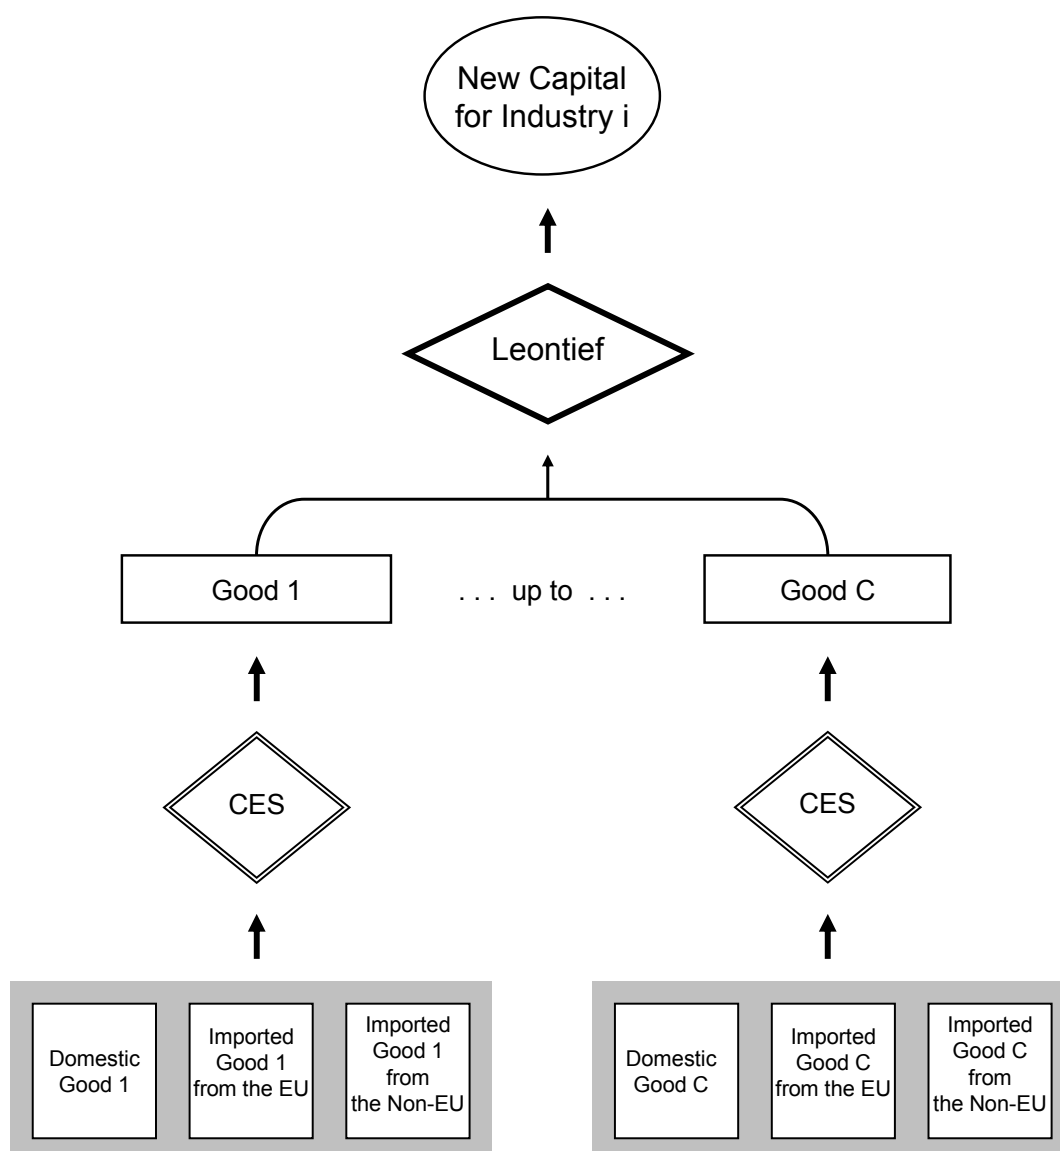 New Capital
for Industry i
Leontief
Good 1
. . . up to . . .
Good C
CES
CES
Domestic
Good 1
Imported
Good 1
from the EU
Imported
Good 1
from
the Non-EU
Domestic
Good C
Imported
Good C
from the EU
Imported
Good C
from
the Non-EU